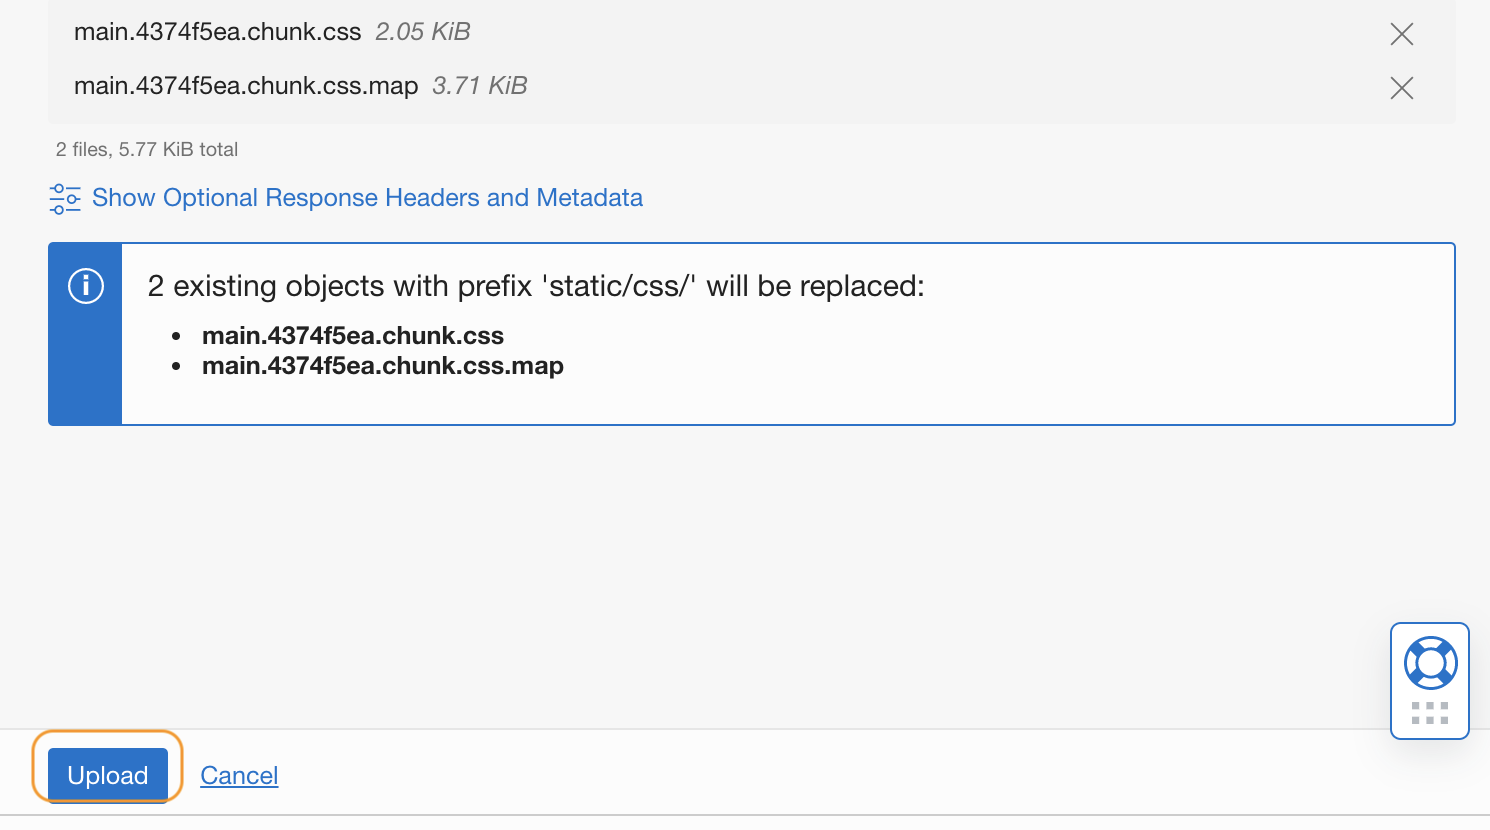 main.4374f5ea.chunk.css 2.05 KiB
main.4374f5ea.chunk.css.map 3.71 KiB
2 files, 5.77 KiB total
Show Optional Response Headers and Metadata
2 existing objects with prefix 'static/css/' will be replaced:
• main.4374f5ea.chunk.css
• main.4374f5ea.chunk.css.map
Upload Cancel